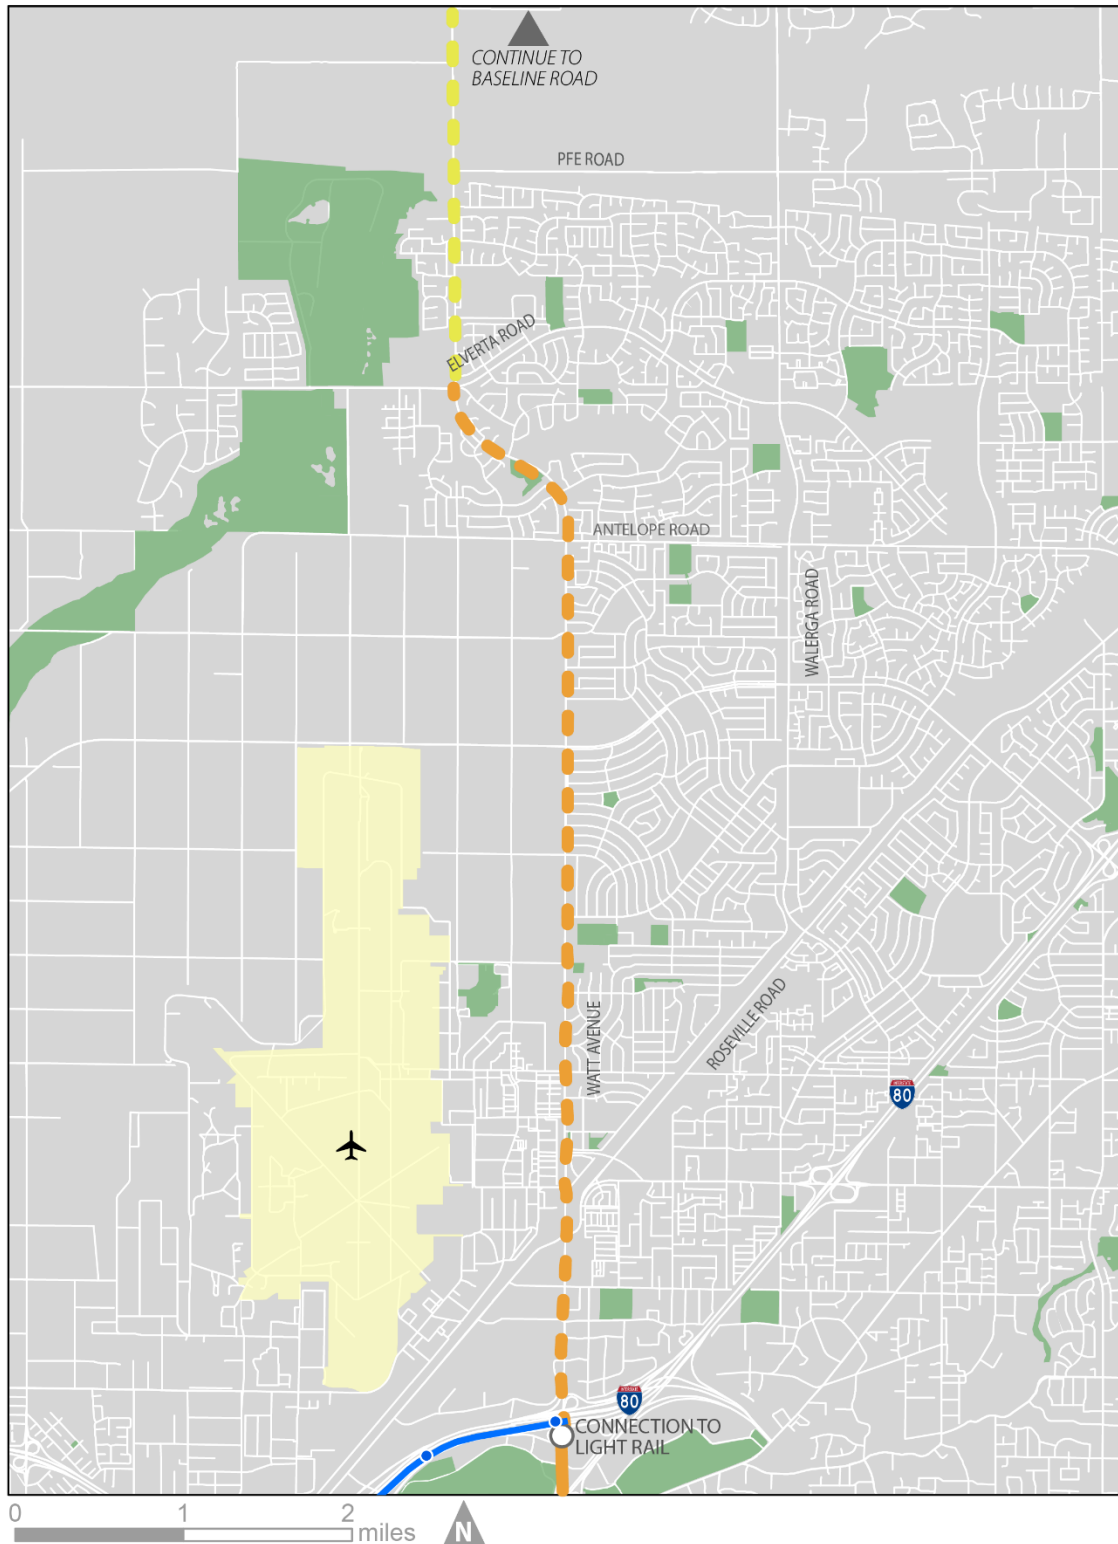 CONTINUE TO
BASELINE ROAD
PFE ROAD
ELVERTA ROAD
ANTELOPE ROAD
WALERGA ROAD
WATT AVENUE
ROSEVILLE ROAD
80
80
CONNECTION TO
LIGHT RAIL
0 1 2
miles
N